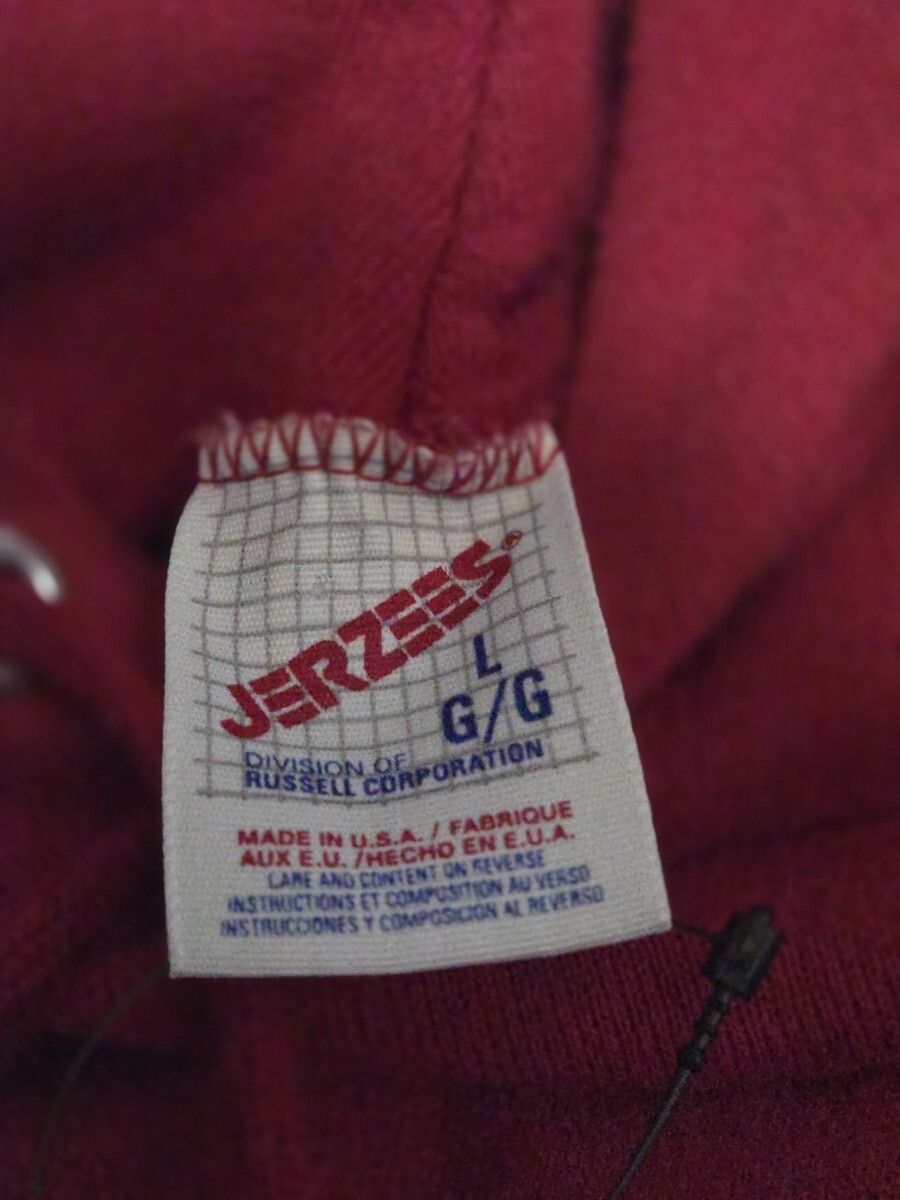 JERZEES®
L
G/G
DIVISION OF
RUSSELL CORPORATION
MADE IN U.S.A. / FABRIQUE
AUX E.U. /HECHO EN E.U.A.
CARE AND CONTENT ON REVERSE
INSTRUCTIONS ET COMPOSITION AU VERSO
INSTRUCCIONES Y COMPOSICION AL REVERSO